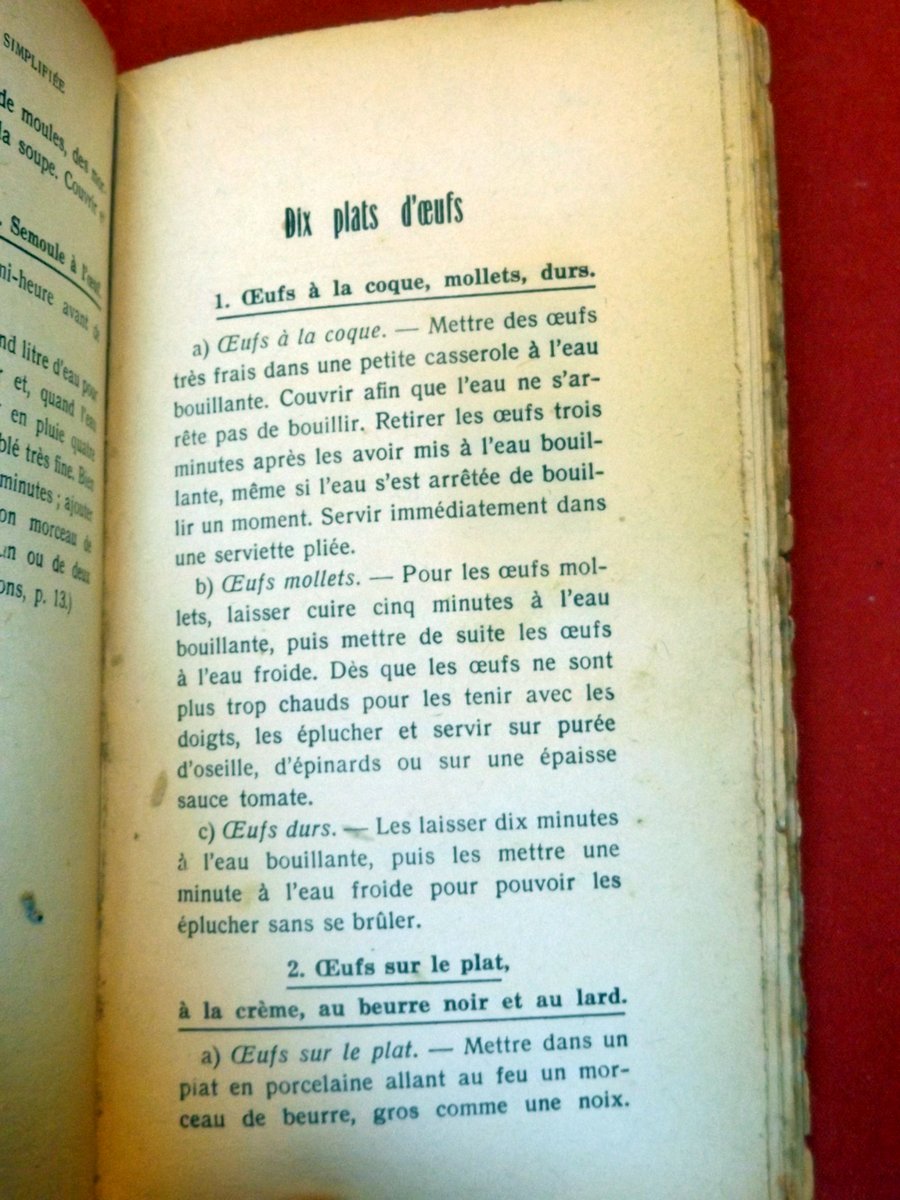 SIMPLIFIÉE
de moules, des mor-
la soupe. Couvrir et
Semoule à l'œuf.
mi-heure avant de
nd litre d'eau pour
r et, quand l'eau
r en pluie quatre
blé très fine. Bien
minutes ; ajouter
on morceau de
un ou de deux
ons, p. 13.)
Dix plats d'œufs
1. Œufs à la coque, mollets, durs.
a) Œufs à la coque. — Mettre des œufs
très frais dans une petite casserole à l'eau
bouillante. Couvrir afin que l'eau ne s'ar-
rête pas de bouillir. Retirer les œufs trois
minutes après les avoir mis à l'eau bouil-
lante, même si l'eau s'est arrêtée de bouil-
lir un moment. Servir immédiatement dans
une serviette pliée.
b) Œufs mollets. — Pour les œufs mol-
lets, laisser cuire cinq minutes à l'eau
bouillante, puis mettre de suite les œufs
à l'eau froide. Dès que les œufs ne sont
plus trop chauds pour les tenir avec les
doigts, les éplucher et servir sur purée
d'oseille, d'épinards ou sur une épaisse
sauce tomate.
c) Œufs durs. — Les laisser dix minutes
à l'eau bouillante, puis les mettre une
minute à l'eau froide pour pouvoir les
éplucher sans se brûler.
2. Œufs sur le plat,
à la crème, au beurre noir et au lard.
a) Œufs sur le plat. — Mettre dans un
plat en porcelaine allant au feu un mor-
ceau de beurre, gros comme une noix.